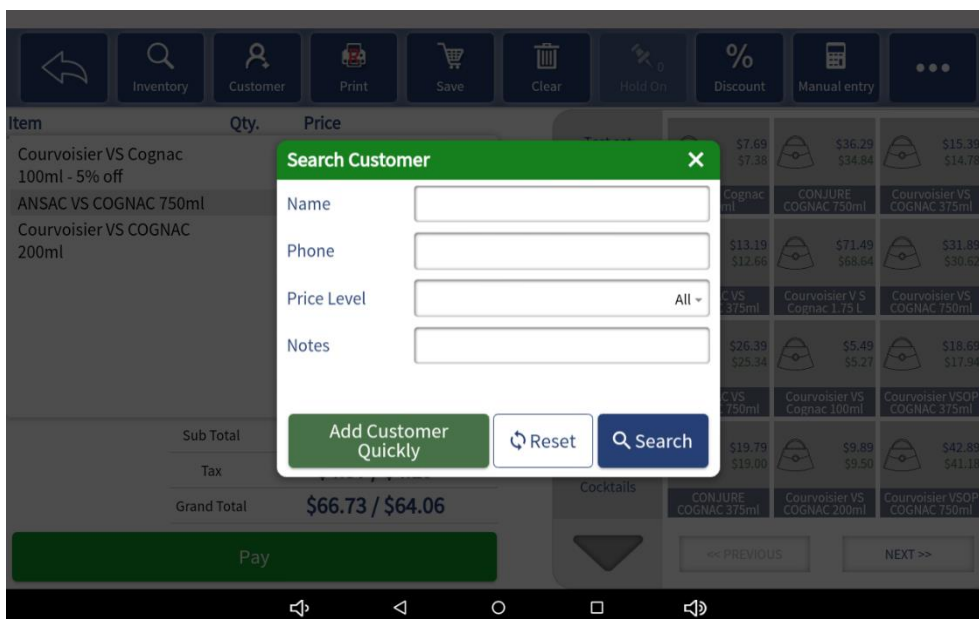 Inventory
Customer
Print
Save
Clear
Hold On
0
%
Discount
Manual entry
Item Qty. Price
Courvoisier VS Cognac
100ml - 5% off
ANSAC VS COGNAC 750ml
Courvoisier VS COGNAC
200ml
Sub Total
Tax
Grand Total $66.73 / $64.06
Pay
Search Customer
Name
Phone
Price Level All
Notes
Add Customer
Quickly
Reset
Search
Cocktails
$7.69
$7.38
Cognac
$36.29
$34.84
CONJURE
COGNAC 750ml
$15.39
$14.78
Courvoisier VS
COGNAC 375ml
$13.19
$12.66
VS
375ml
$71.49
$68.64
Courvoisier V S
Cognac 1.75 L
$31.89
$30.62
Courvoisier VS
COGNAC 750ml
$26.39
$25.34
VS
750ml
$5.49
$5.27
Courvoisier VS
Cognac 100ml
$18.69
$17.94
Courvoisier VSOP
COGNAC 375ml
$19.79
$19.00
CONJURE
COGNAC 375ml
$9.89
$9.50
Courvoisier VS
COGNAC 200ml
$42.89
$41.18
Courvoisier VSOP
COGNAC 750ml
<< PREVIOUS
NEXT >>